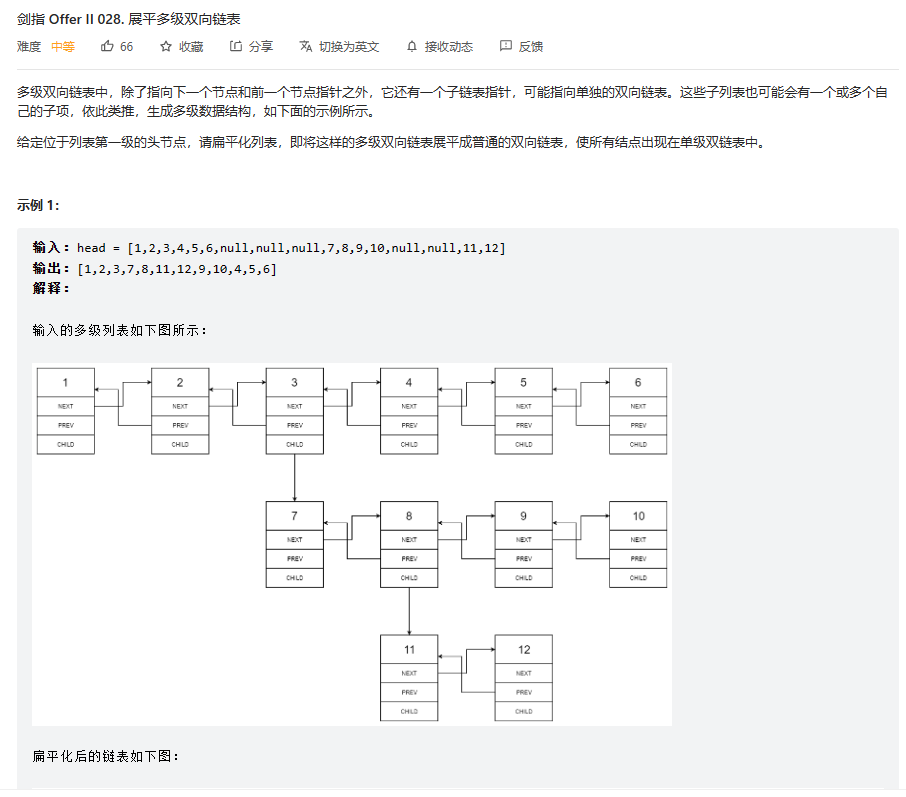 剑指 Offer II 028. 展平多级双向链表
难度 中等 66 收藏 分享 切换为英文 接收动态 反馈
多级双向链表中，除了指向下一个节点和前一个节点指针之外，它还有一个子链表指针，可能指向单独的双向链表。这些子列表也可能会有一个或多个自
己的子项，依此类推，生成多级数据结构，如下面的示例所示。
给定位于列表第一级的头节点，请扁平化列表，即将这样的多级双向链表展平成普通的双向链表，使所有结点出现在单级双链表中。
示例 1：
输入：head = [1,2,3,4,5,6,null,null,null,7,8,9,10,null,null,11,12]
输出：[1,2,3,7,8,11,12,9,10,4,5,6]
解释：
输入的多级列表如下图所示：
1 2 3 4 5 6
NEXT NEXT NEXT NEXT NEXT NEXT
PREV PREV PREV PREV PREV PREV
CHILD CHILD CHILD CHILD CHILD CHILD
7 8 9 10
NEXT NEXT NEXT NEXT
PREV PREV PREV PREV
CHILD CHILD CHILD CHILD
11 12
NEXT NEXT
PREV PREV
CHILD CHILD
扁平化后的链表如下图：